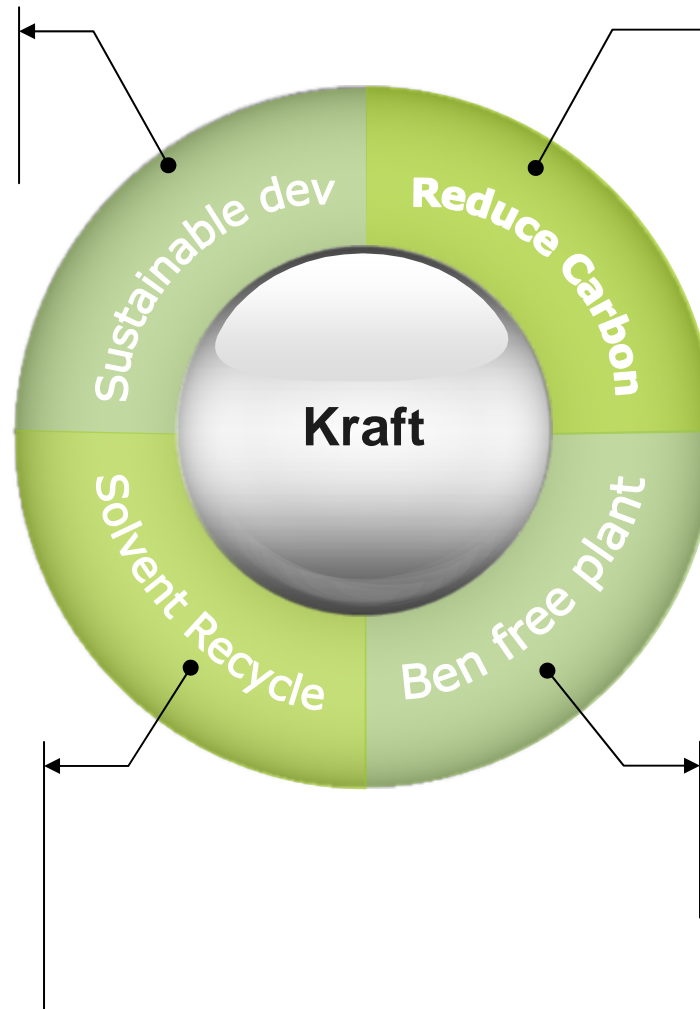 Sustainable dev
Reduce Carbon
Kraft
Solvent Recycle
Ben free plant